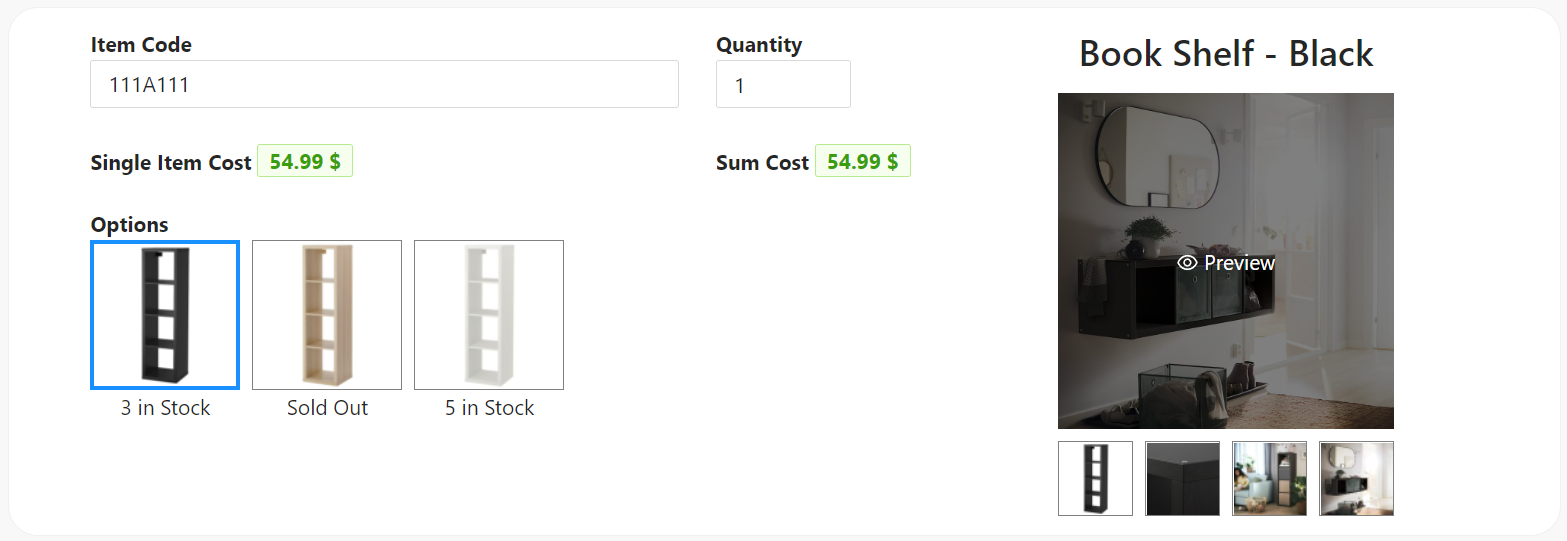 Item Code
111A111
Quantity
1
Single Item Cost 54.99 $
Sum Cost 54.99 $
Options
3 in Stock
Sold Out
5 in Stock
Book Shelf - Black
Preview